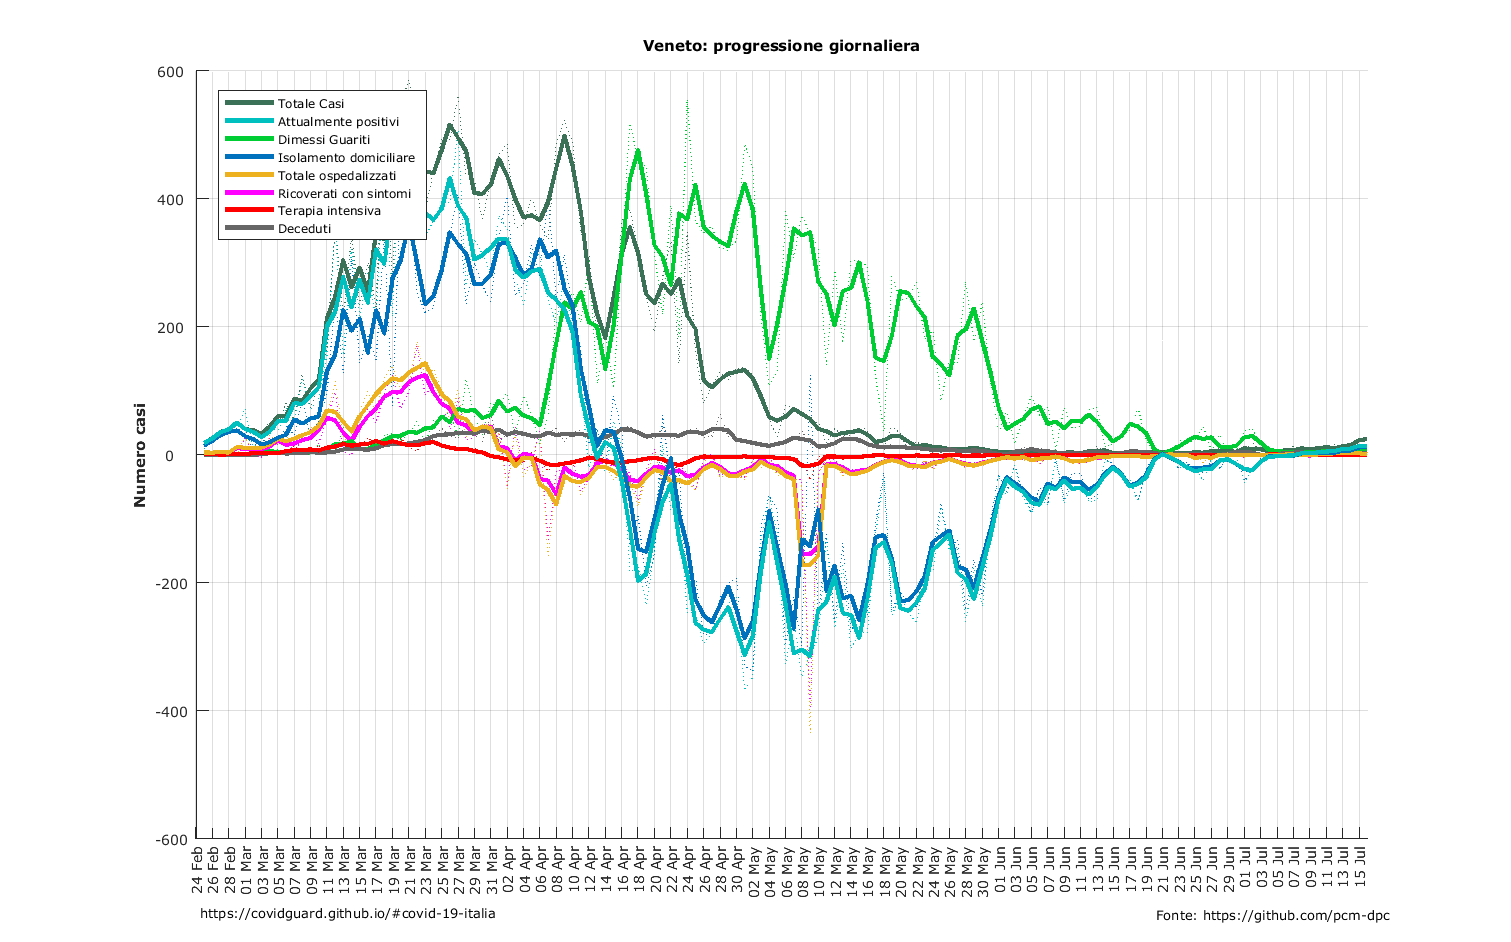 Veneto: progressione giornaliera
600
400
200
0
-200
-400
-600
Numero casi
Totale Casi
Attualmente positivi
Dimessi Guariti
Isolamento domiciliare
Totale ospedalizzati
Ricoverati con sintomi
Terapia intensiva
Deceduti
24 Feb
26 Feb
28 Feb
01 Mar
03 Mar
05 Mar
07 Mar
09 Mar
11 Mar
13 Mar
15 Mar
17 Mar
19 Mar
21 Mar
23 Mar
25 Mar
27 Mar
29 Mar
31 Mar
02 Apr
04 Apr
06 Apr
08 Apr
10 Apr
12 Apr
14 Apr
16 Apr
18 Apr
20 Apr
22 Apr
24 Apr
26 Apr
28 Apr
30 Apr
02 May
04 May
06 May
08 May
10 May
12 May
14 May
16 May
18 May
20 May
22 May
24 May
26 May
28 May
30 May
01 Jun
03 Jun
05 Jun
07 Jun
09 Jun
11 Jun
13 Jun
15 Jun
17 Jun
19 Jun
21 Jun
23 Jun
25 Jun
27 Jun
29 Jun
01 Jul
03 Jul
05 Jul
07 Jul
09 Jul
11 Jul
13 Jul
15 Jul
https://covidguard.github.io/#covid-19-italia
Fonte: https://github.com/pcm-dpc